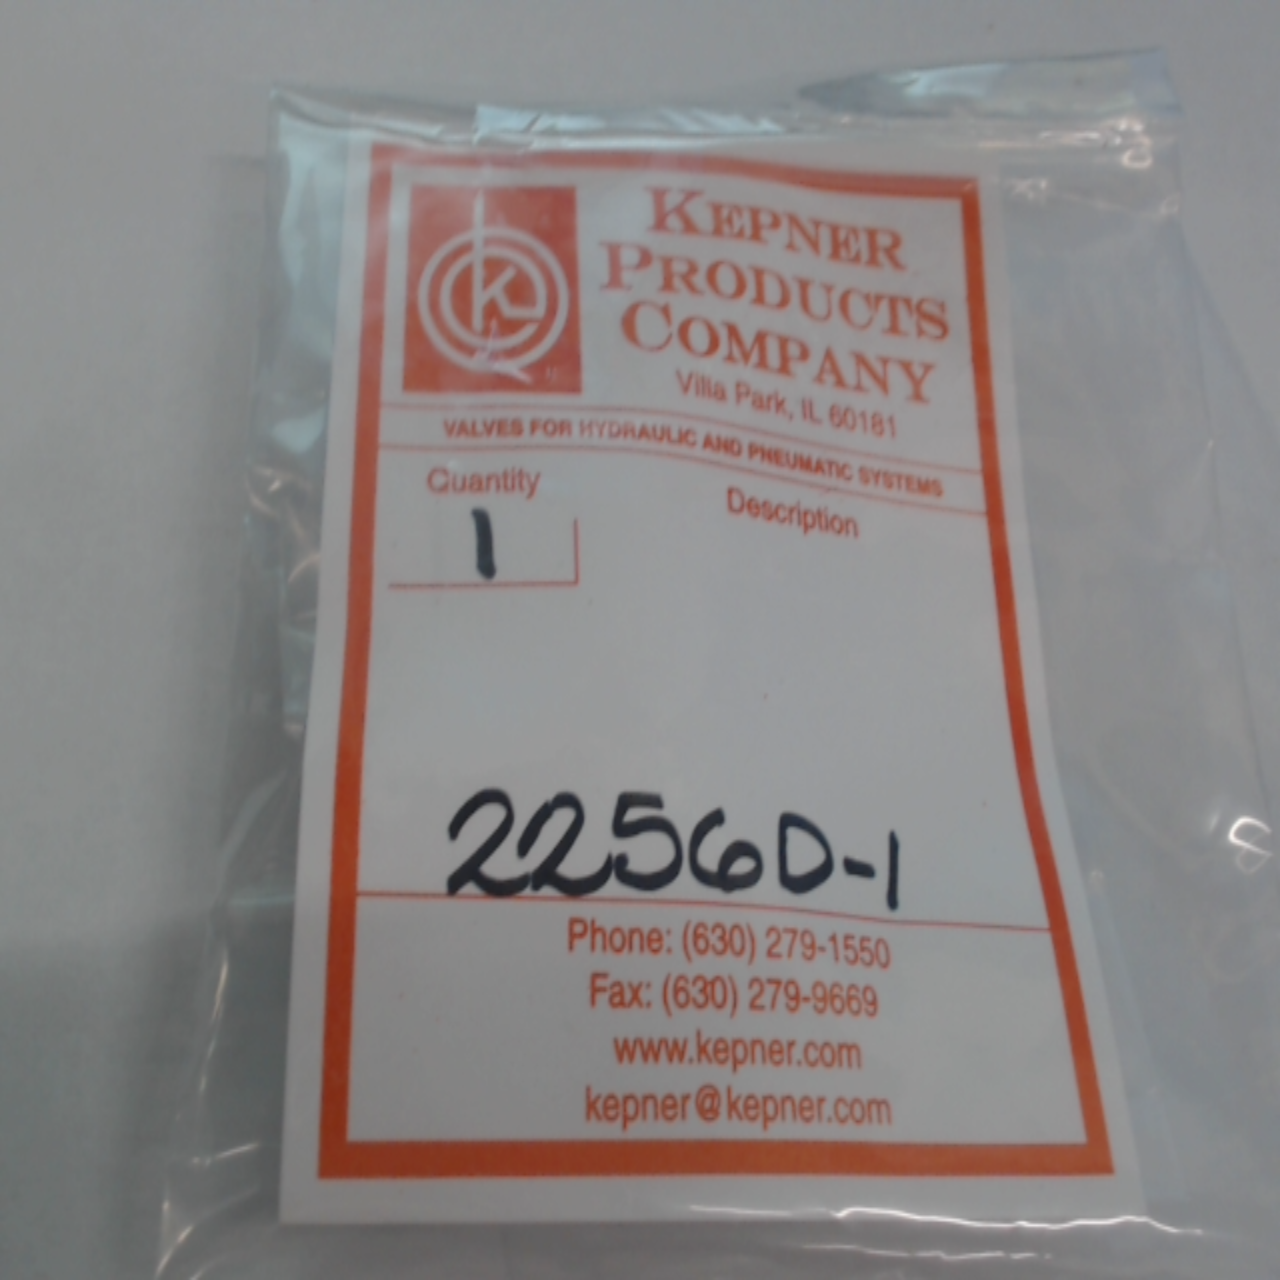 KEPNER
PRODUCTS
COMPANY
Villa Park, IL 60181
VALVES FOR HYDRAULIC AND PNEUMATIC SYSTEMS
Quantity
Description
1
2256D-1
Phone: (630) 279-1550
Fax: (630) 279-9669
www.kepner.com
kepner@kepner.com